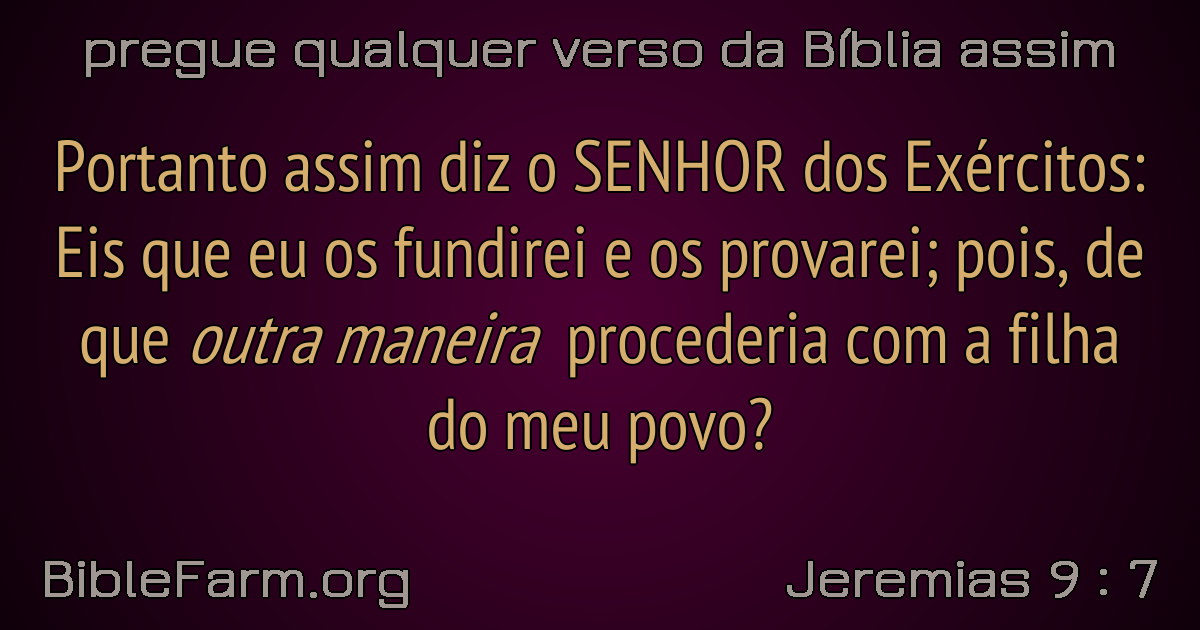 pregue qualquer verso da Bíblia assim
Portanto assim diz o SENHOR dos Exércitos:
Eis que eu os fundirei e os provarei; pois, de
que outra maneira procederia com a filha
do meu povo?
BibleFarm.org
Jeremias 9 : 7